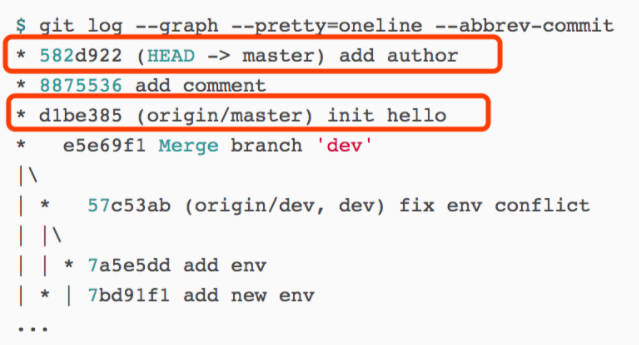 $ git log --graph --pretty=oneline --abbrev-commit
* 582d922 (HEAD -> master) add author
* 8875536 add comment
* d1be385 (origin/master) init hello
*   e5e69f1 Merge branch 'dev'
|\
| *   57c53ab (origin/dev, dev) fix env conflict
| |\
| | * 7a5e5dd add env
| * | 7bd91f1 add new env
...